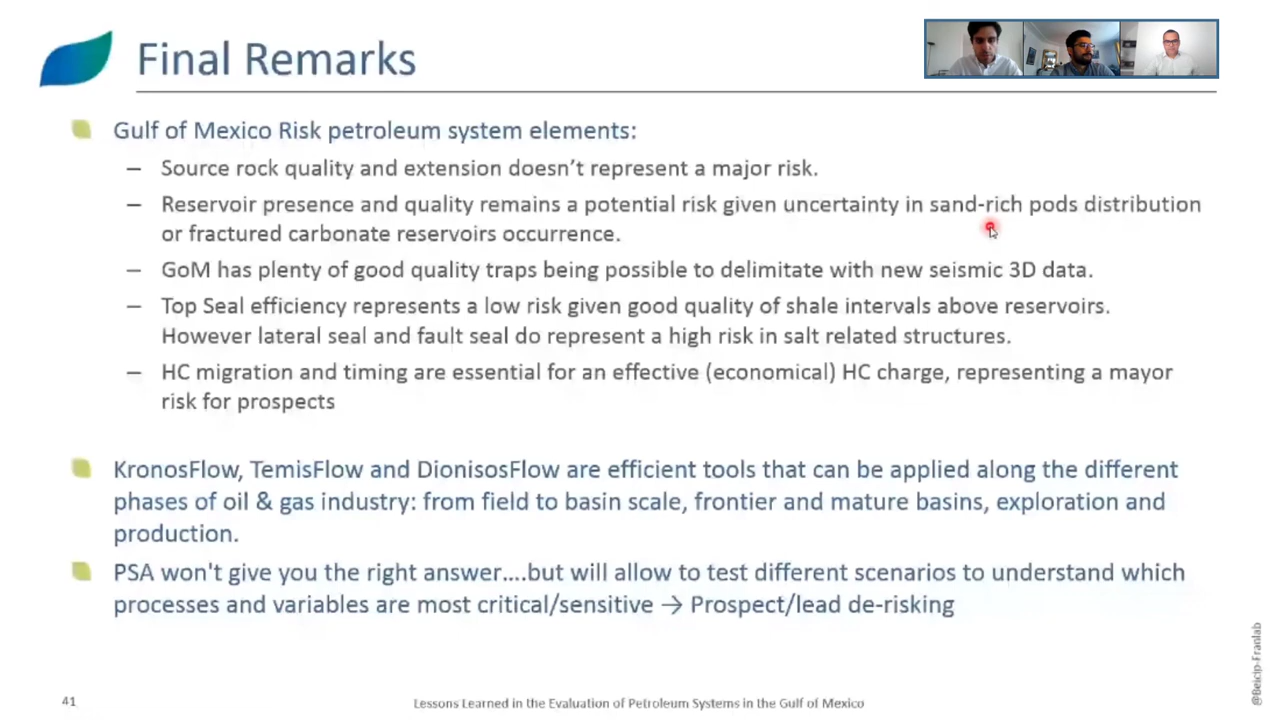 Final Remarks
Gulf of Mexico Risk petroleum system elements:
– Source rock quality and extension doesn't represent a major risk.
– Reservoir presence and quality remains a potential risk given uncertainty in sand-rich pods distribution
or fractured carbonate reservoirs occurrence.
– GoM has plenty of good quality traps being possible to delimitate with new seismic 3D data.
– Top Seal efficiency represents a low risk given good quality of shale intervals above reservoirs.
However lateral seal and fault seal do represent a high risk in salt related structures.
– HC migration and timing are essential for an effective (economical) HC charge, representing a mayor
risk for prospects
KronosFlow, TemisFlow and DionisosFlow are efficient tools that can be applied along the different
phases of oil & gas industry: from field to basin scale, frontier and mature basins, exploration and
production.
PSA won't give you the right answer....but will allow to test different scenarios to understand which
processes and variables are most critical/sensitive → Prospect/lead de-risking
41
Lessons Learned in the Evaluation of Petroleum Systems in the Gulf of Mexico
@Beicip-Franlab